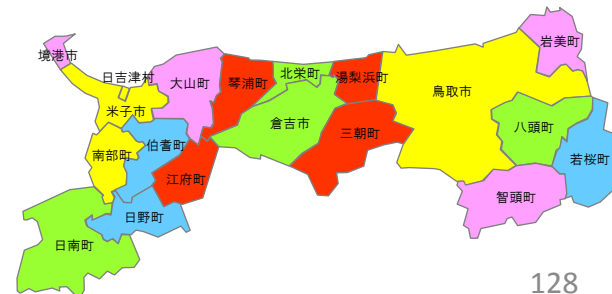 境港市
日吉津村
米子市
大山町
琴浦町
北栄町
湯梨浜町
鳥取市
岩美町
南部町
伯耆町
倉吉市
三朝町
八頭町
若桜町
江府町
日野町
日南町
智頭町
128